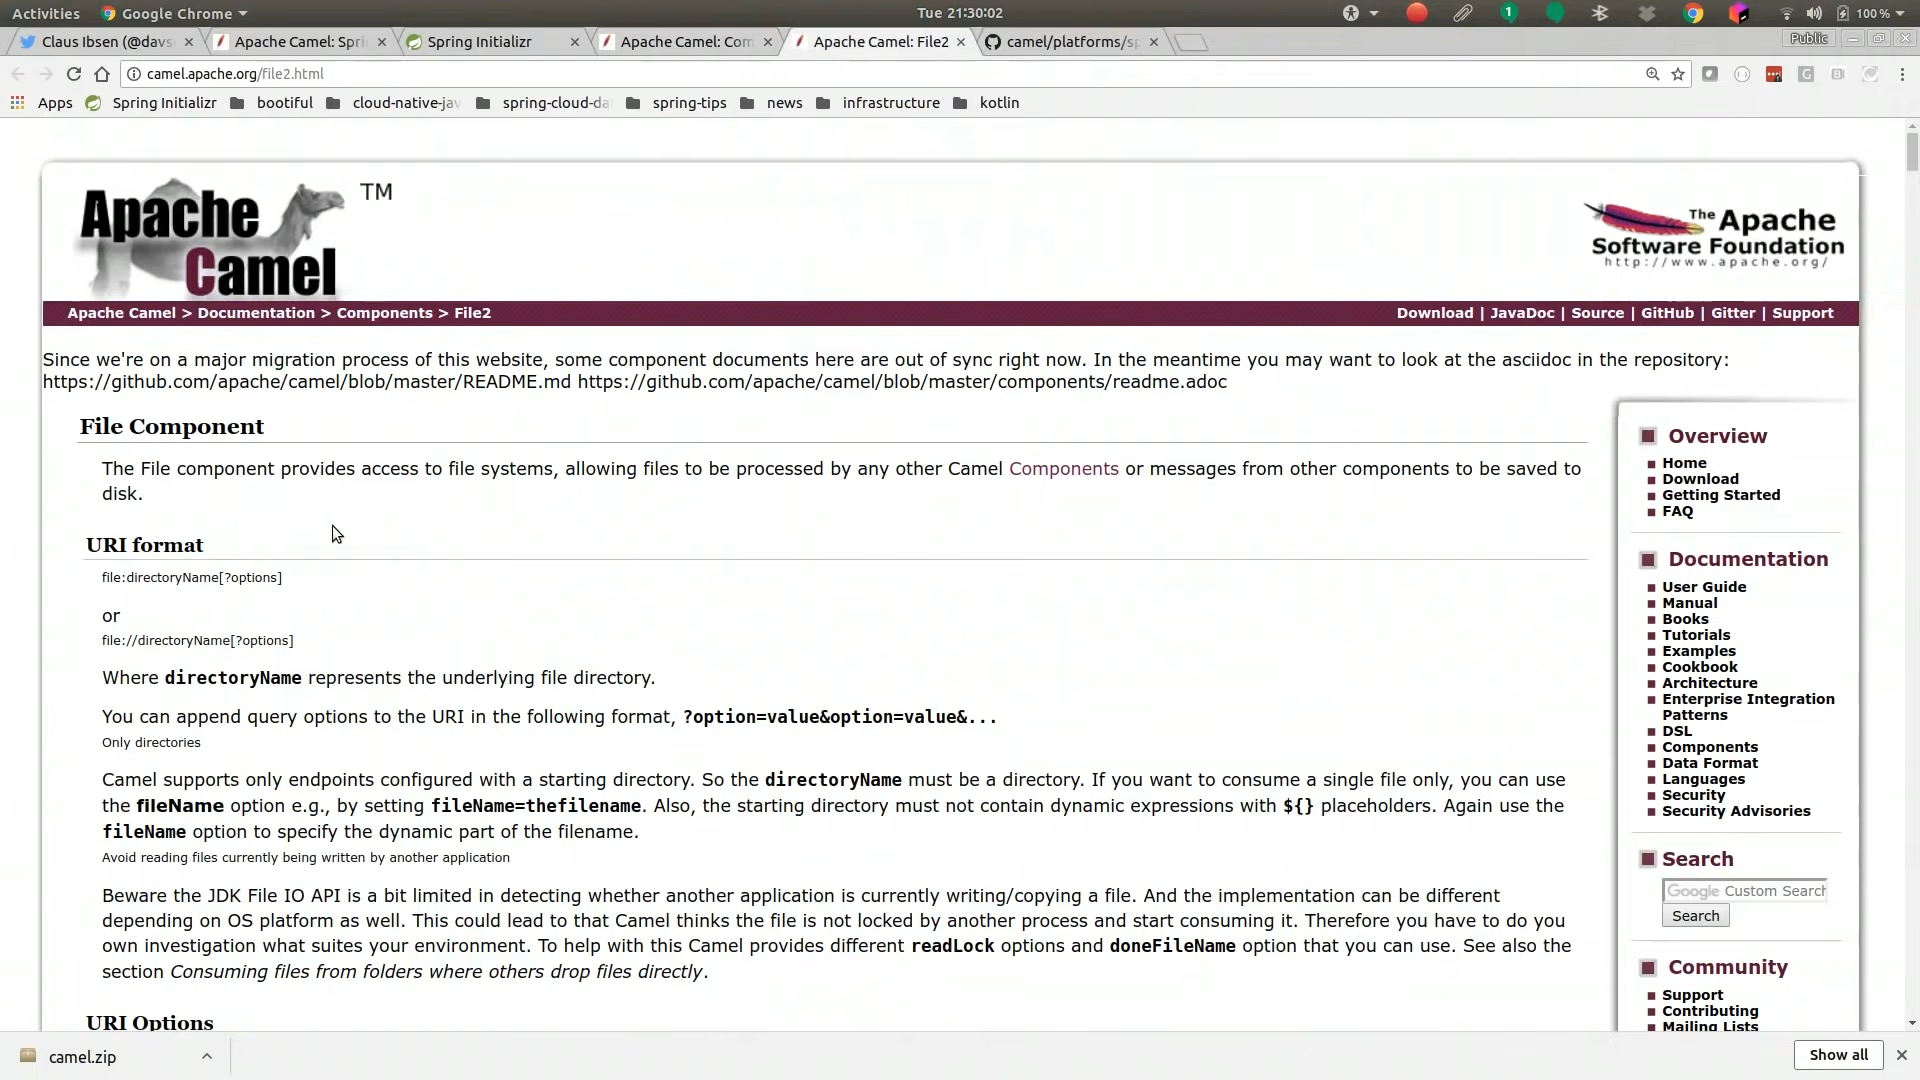 Activities
Google Chrome
Tue 21:30:02
1
100 %
Claus Ibsen (@davs
Apache Camel: Spri
Spring Initializr
Apache Camel: Com
Apache Camel: File2
camel/platforms/sp
Public
camel.apache.org/file2.html
Apps
Spring Initializr
bootiful
cloud-native-jav
spring-cloud-da
spring-tips
news
infrastructure
kotlin
Apache Camel
TM
The Apache
Software Foundation
http://www.apache.org/
Apache Camel > Documentation > Components > File2
Download | JavaDoc | Source | GitHub | Gitter | Support
Since we're on a major migration process of this website, some component documents here are out of sync right now. In the meantime you may want to look at the asciidoc in the repository:
https://github.com/apache/camel/blob/master/README.md https://github.com/apache/camel/blob/master/components/readme.adoc
File Component
The File component provides access to file systems, allowing files to be processed by any other Camel Components or messages from other components to be saved to
disk.
URI format
file:directoryName[?options]
or
file://directoryName[?options]
Where directoryName represents the underlying file directory.
You can append query options to the URI in the following format, ?option=value&option=value&...
Only directories
Camel supports only endpoints configured with a starting directory. So the directoryName must be a directory. If you want to consume a single file only, you can use
the fileName option e.g., by setting fileName=thefilename. Also, the starting directory must not contain dynamic expressions with ${} placeholders. Again use the
fileName option to specify the dynamic part of the filename.
Avoid reading files currently being written by another application
Beware the JDK File IO API is a bit limited in detecting whether another application is currently writing/copying a file. And the implementation can be different
depending on OS platform as well. This could lead to that Camel thinks the file is not locked by another process and start consuming it. Therefore you have to do you
own investigation what suites your environment. To help with this Camel provides different readLock options and doneFileName option that you can use. See also the
section Consuming files from folders where others drop files directly.
URI Options
Overview
Home
Download
Getting Started
FAQ
Documentation
User Guide
Manual
Books
Tutorials
Examples
Cookbook
Architecture
Enterprise Integration
Patterns
DSL
Components
Data Format
Languages
Security
Security Advisories
Search
Google Custom Search
Search
Community
Support
Contributing
Mailing Lists
camel.zip
Show all